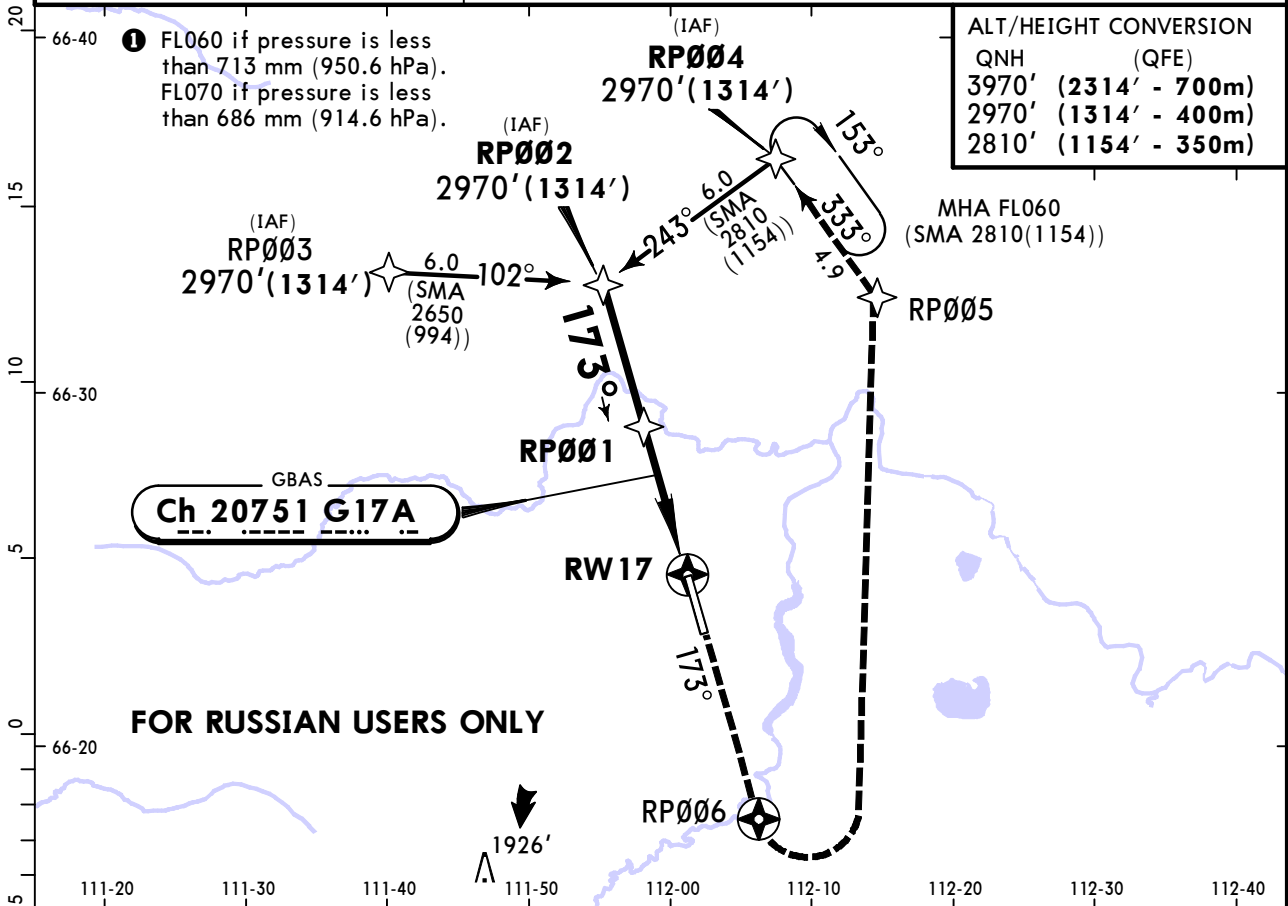 ❶ FL060 if pressure is less
than 713 mm (950.6 hPa).
FL070 if pressure is less
than 686 mm (914.6 hPa).
ALT/HEIGHT CONVERSION
QNH (QFE)
3970' (2314' - 700m)
2970' (1314' - 400m)
2810' (1154' - 350m)
(IAF)
RPØØ4
2970'(1314')
(IAF)
RPØØ2
2970'(1314')
(IAF)
RPØØ3
2970'(1314')
6.0
102°
(SMA
2650
(994))
243°
6.0
(SMA
2810
(1154))
153°
333°
4.9
MHA FL060
(SMA 2810(1154))
RPØØ5
173°
RPØØ1
GBAS
Ch 20751 G17A
RW17
173°
FOR RUSSIAN USERS ONLY
RPØØ6
1926'
20
15
10
5
0
5
66-40
66-30
66-20
111-20 111-30 111-40 111-50 112-00 112-10 112-20 112-30 112-40